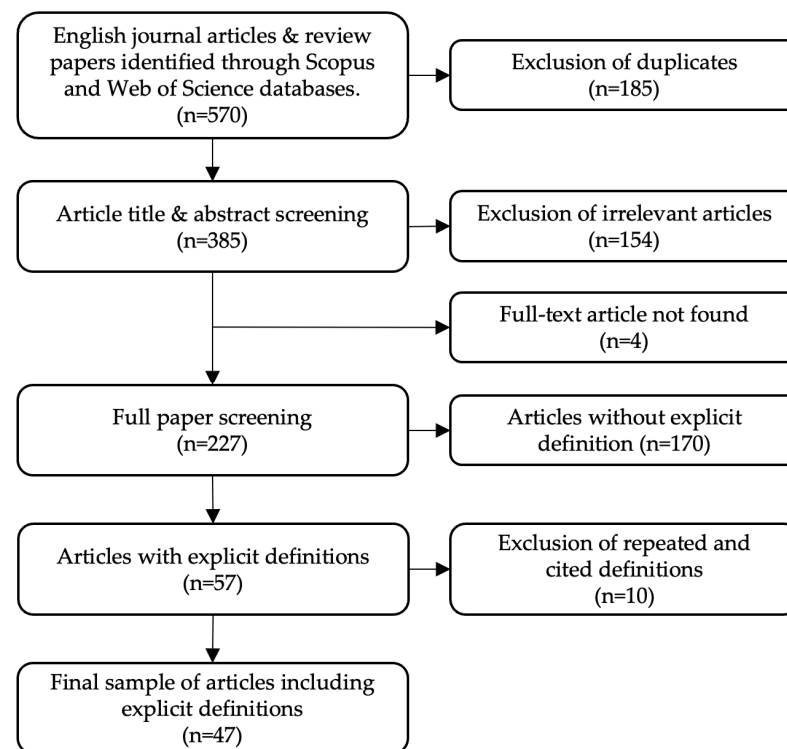 English journal articles & review
papers identified through Scopus
and Web of Science databases.
(n=570)
Exclusion of duplicates
(n=185)
Article title & abstract screening
(n=385)
Exclusion of irrelevant articles
(n=154)
Full-text article not found
(n=4)
Full paper screening
(n=227)
Articles without explicit
definition (n=170)
Articles with explicit definitions
(n=57)
Exclusion of repeated and
cited definitions
(n=10)
Final sample of articles including
explicit definitions
(n=47)